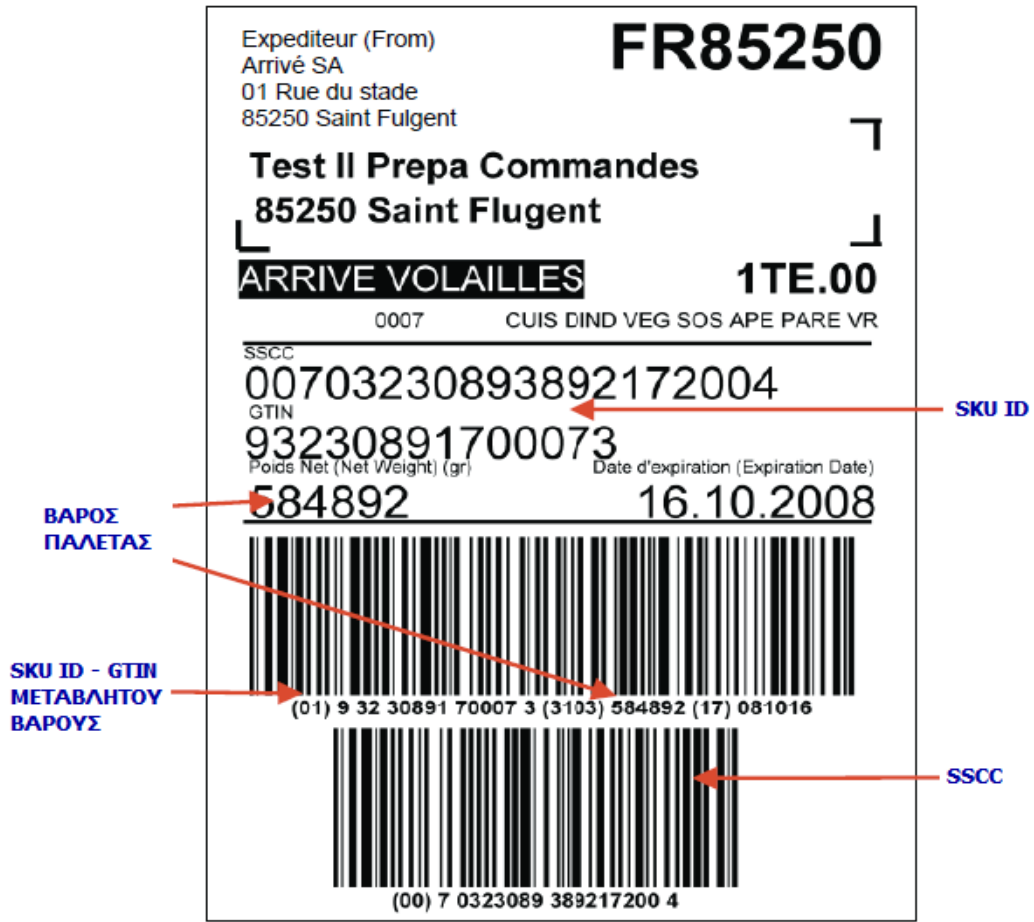 Expediteur (From)
Arrivé SA
01 Rue du stade
85250 Saint Fulgent
FR85250
Test II Prepa Commandes
85250 Saint Flugent
ARRIVE VOLAILLES 1TE.00
0007 CUIS DIND VEG SOS APE PARE VR
SSCC
00703230893892172004
GTIN
93230891700073
SKU ID
Poids Net (Net Weight) (gr) Date d'expiration (Expiration Date)
584892 16.10.2008
ΒΑΡΟΣ
ΠΑΛΕΤΑΣ
SKU ID - GTIN
ΜΕΤΑΒΛΗΤΟΥ
ΒΑΡΟΥΣ
(01) 9 32 30891 70007 3 (3103) 584892 (17) 081016
SSCC
(00) 7 0323089 389217200 4